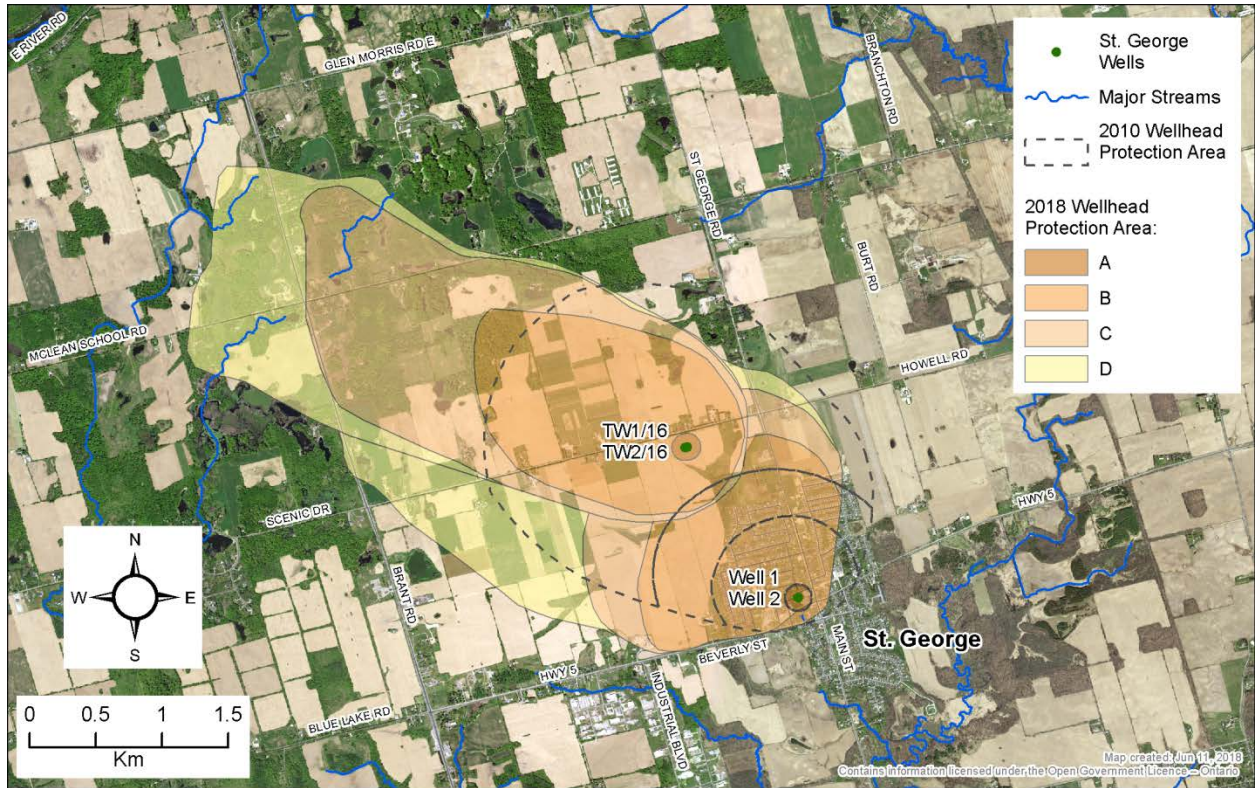 E RIVER RD
GLEN MORRIS RD E
BRANCHTON RD
ST. GEORGE RD
BURT RD
MCLEAN SCHOOL RD
HOWELL RD
TW1/16
TW2/16
SCENIC DR
HWY 5
BRANT RD
Well 1
Well 2
St. George
MAIN ST
BEVERLY ST
HWY 5
INDUSTRIAL BLVD
BLUE LAKE RD
St. George
Wells
Major Streams
2010 Wellhead
Protection Area
2018 Wellhead
Protection Area:
A
B
C
D
N
W
E
S
0 0.5 1 1.5
Km
Map created: Jun 11, 2018
Contains information licensed under the Open Government Licence – Ontario